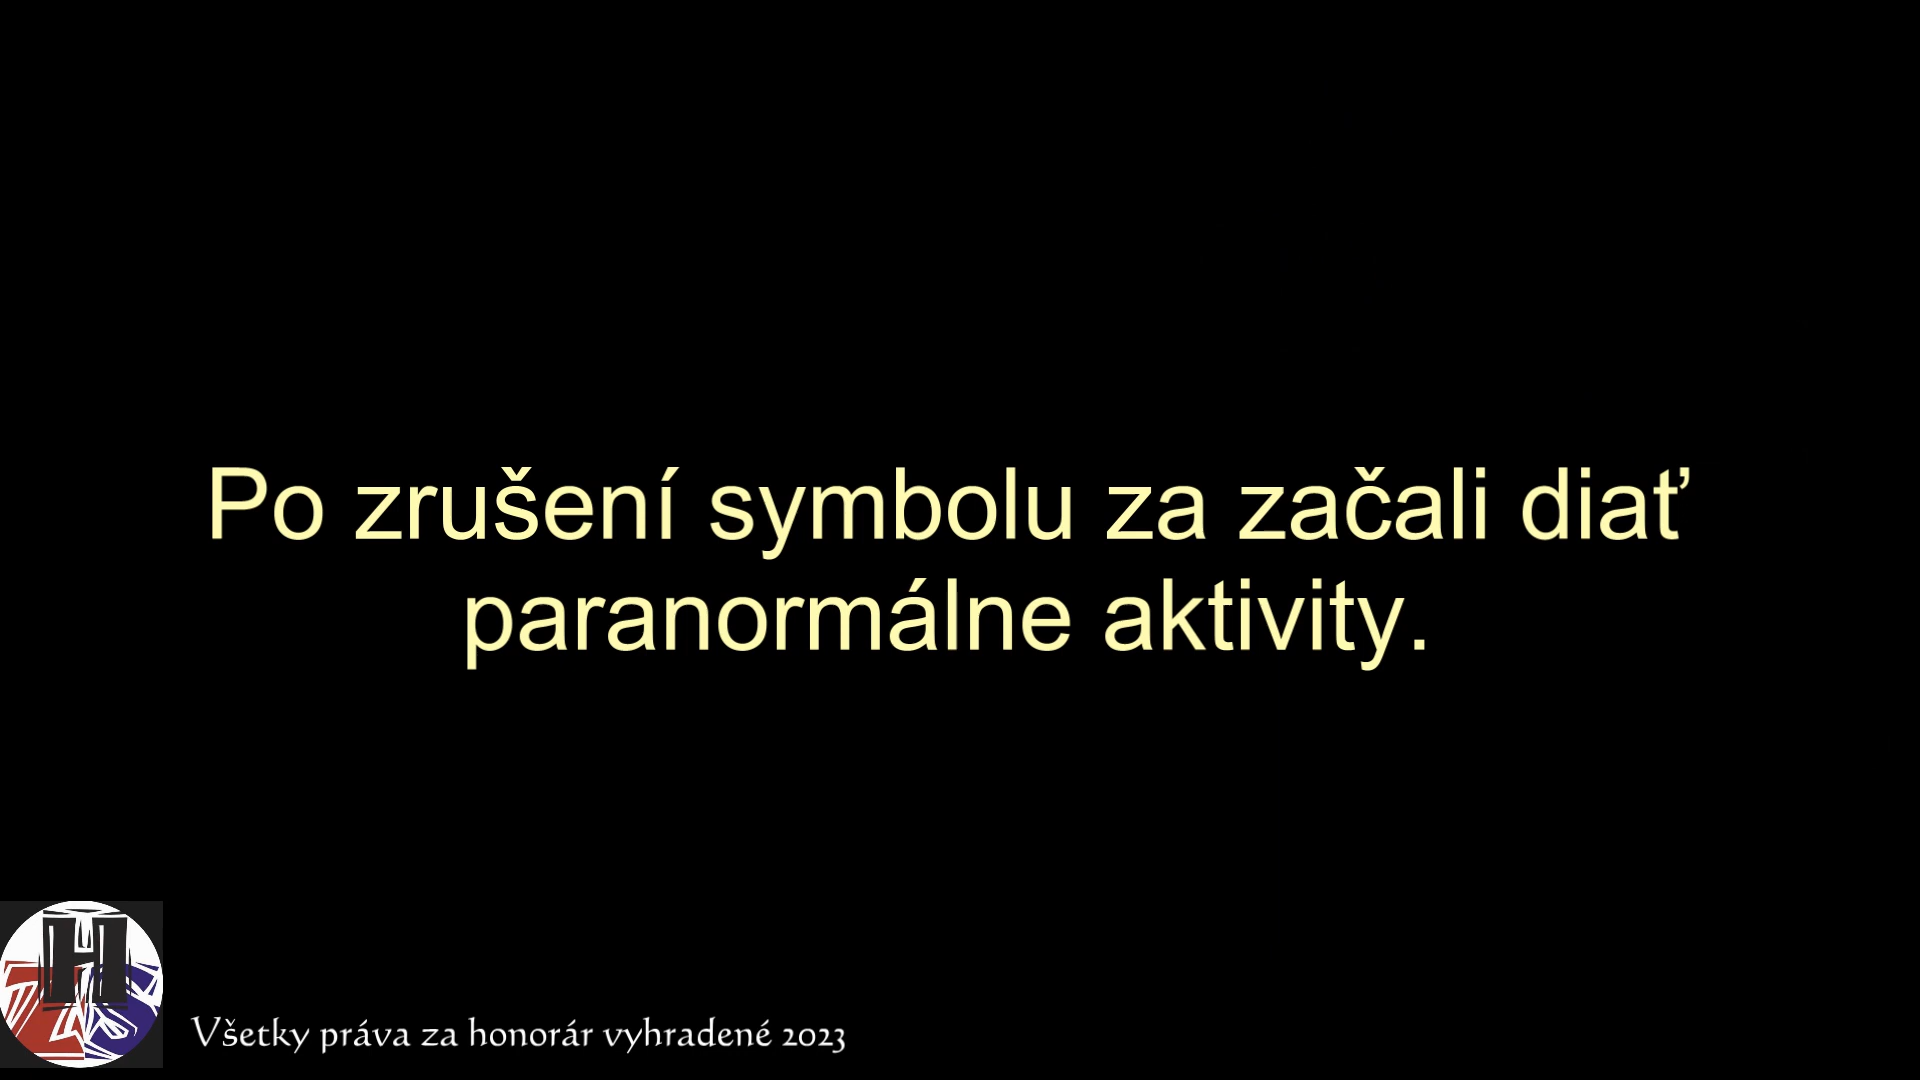 Po zrušení symbolu za začali diať
paranormálne aktivity.
H
Všetky práva za honorár vyhradené 2023